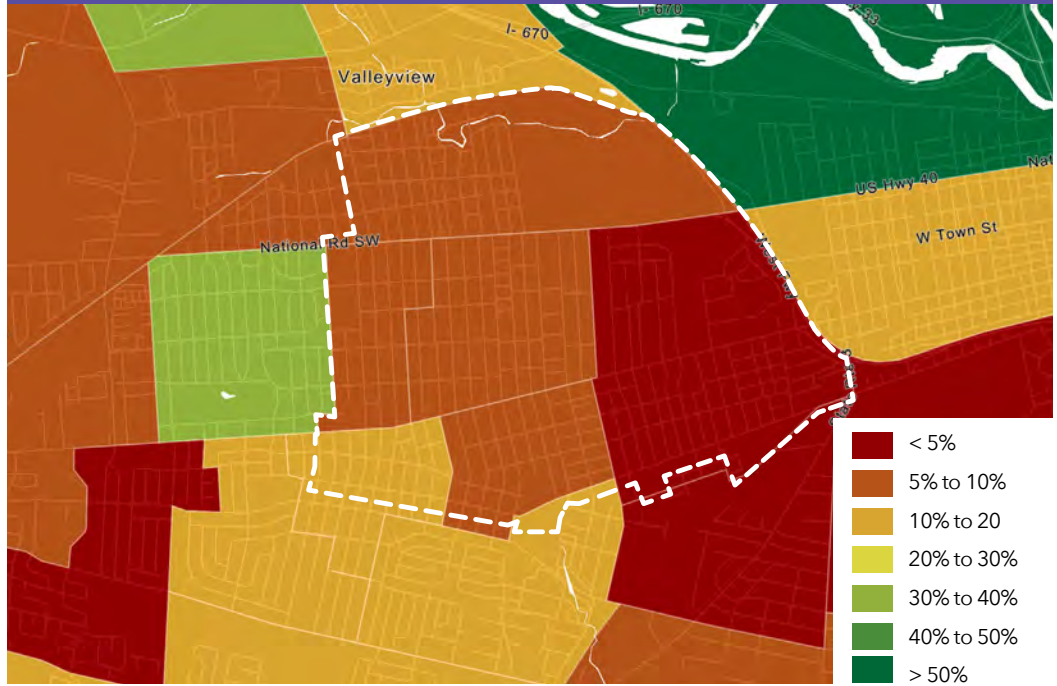 I- 670
I- 670
Valleyview
US Hwy 40
Nat
National Rd SW
W Town St
< 5%
5% to 10%
10% to 20
20% to 30%
30% to 40%
40% to 50%
> 50%